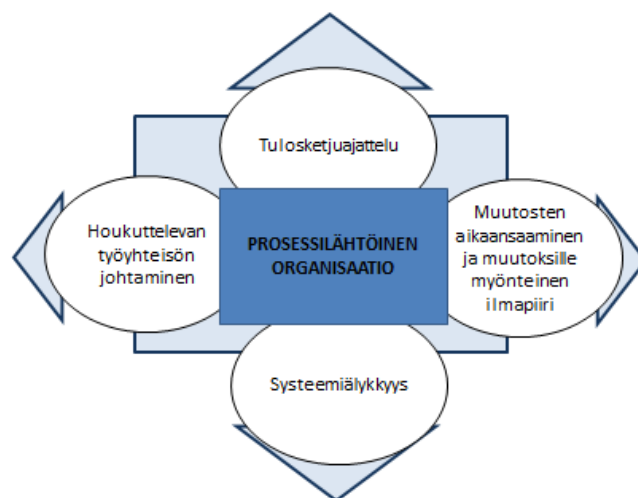 Tulosketjuajattelu
Houkuttelevan
työyhteisön
johtaminen
PROSESSILÄHTÖINEN
ORGANISAATIO
Muutosten
aikaansaaminen
ja muutoksille
myönteinen
ilmapiiri
Systeemiälykkyys